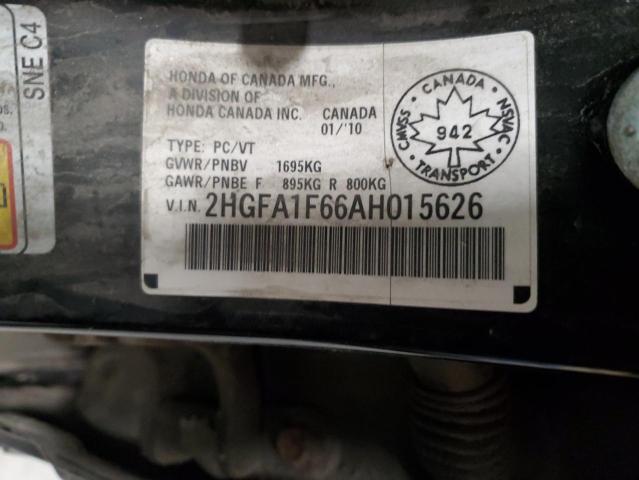 SNE C4
HONDA OF CANADA MFG.,
A DIVISION OF
HONDA CANADA INC. CANADA
01/'10
TYPE: PC/VT
GVWR/PNBV 1695KG
GAWR/PNBE F 895KG R 800KG
V.I.N. 2HGFA1F66AH015626
CANADA
CMVSS
942
NSVAC
TRANSPORT